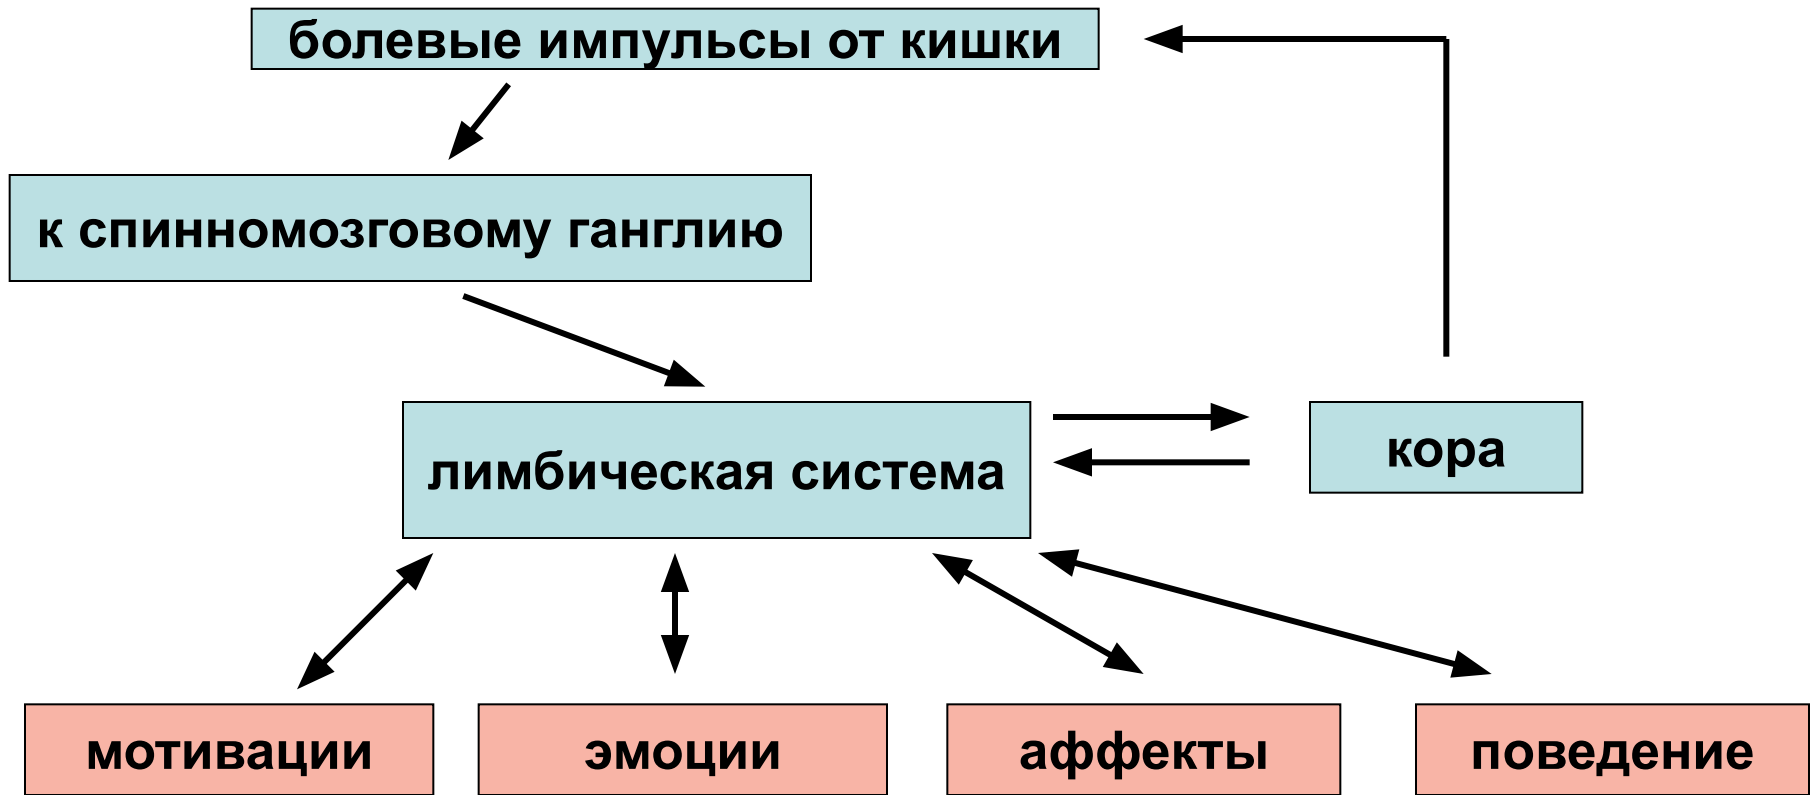 болевые импульсы от кишки
к спинномозговому ганглию
лимбическая система
кора
мотивации
эмоции
аффекты
поведение